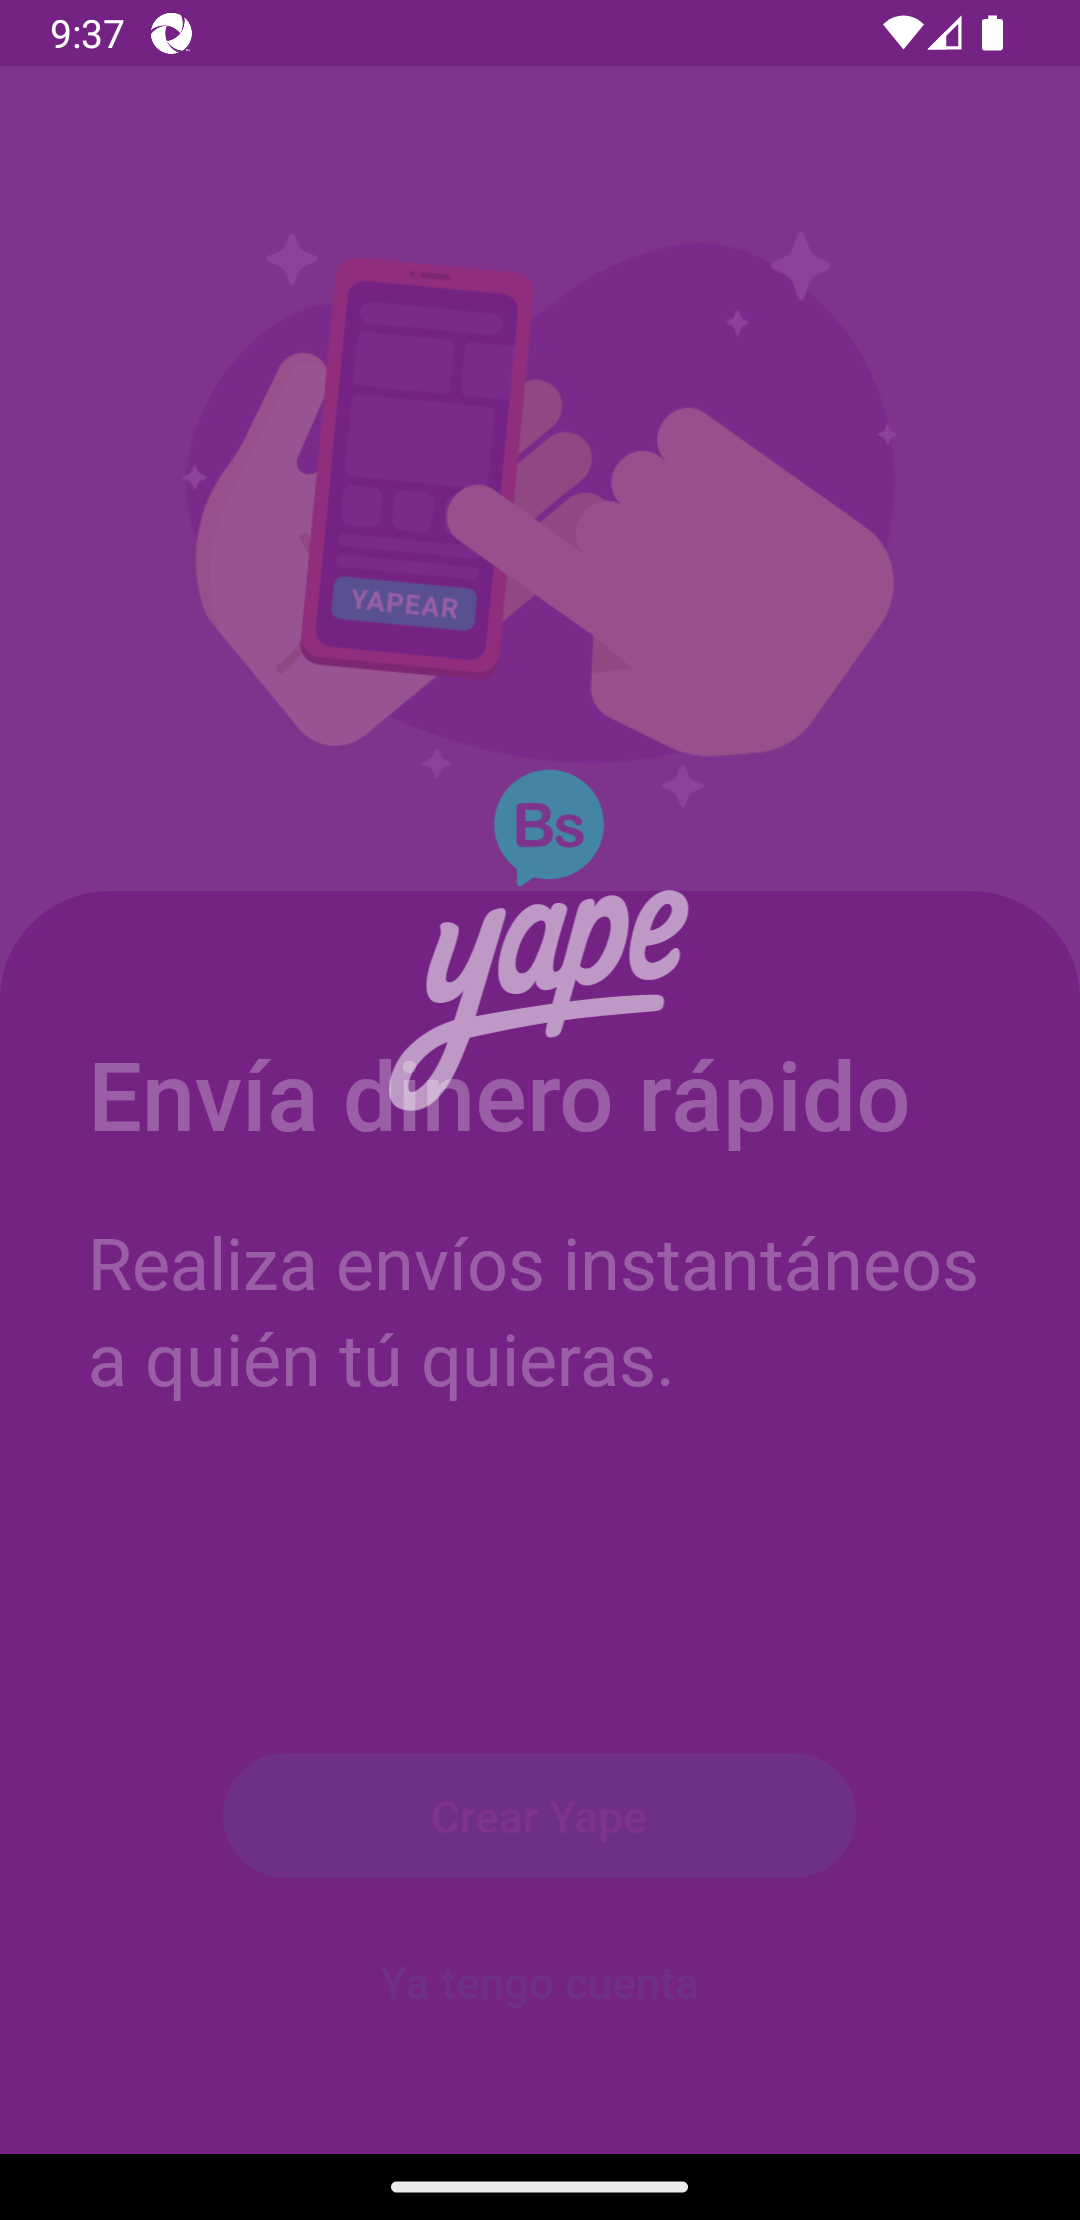 9:37
YAPEAR
Bs
yape
Envía dinero rápido
Realiza envíos instantáneos
a quién tú quieras.
Crear Yape
Ya tengo cuenta